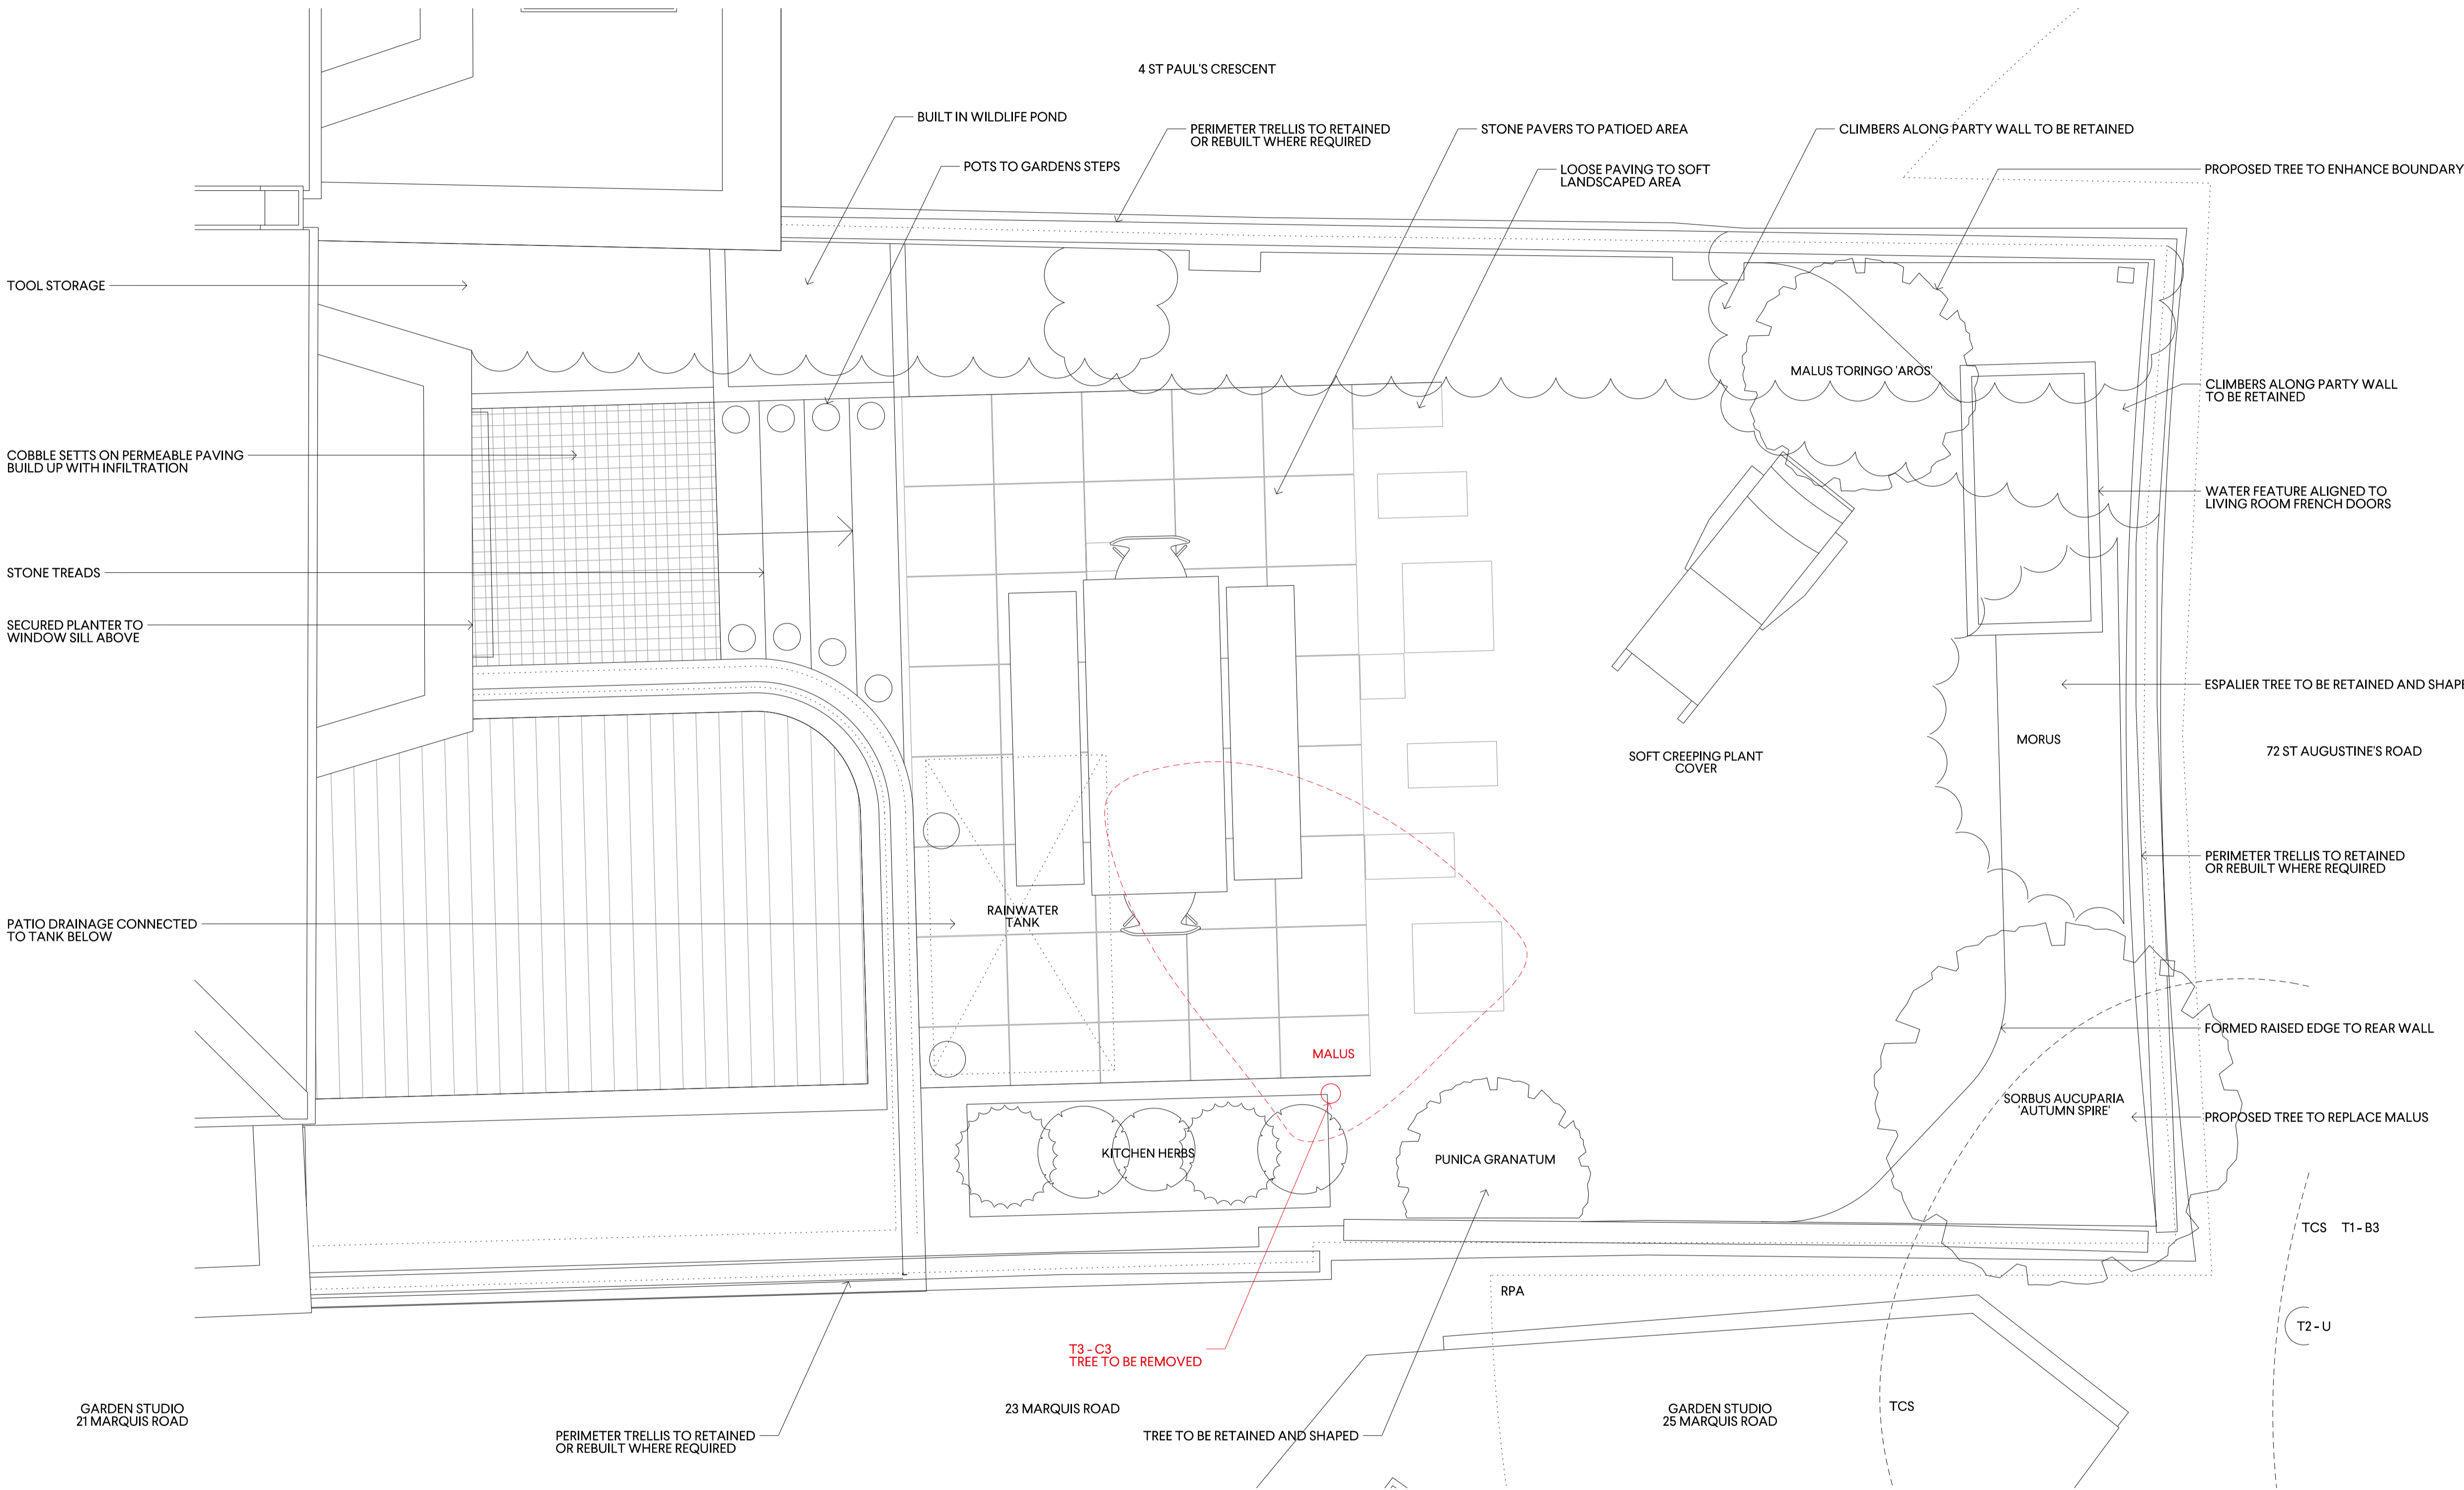 4 ST PAUL'S CRESCENT
BUILT IN WILDLIFE POND
PERIMETER TRELLIS TO RETAINED
OR REBUILT WHERE REQUIRED
STONE PAVERS TO PATIOED AREA
CLIMBERS ALONG PARTY WALL TO BE RETAINED
POTS TO GARDENS STEPS
LOOSE PAVING TO SOFT
LANDSCAPED AREA
PROPOSED TREE TO ENHANCE BOUNDARY
TOOL STORAGE
MALUS TORINGO 'AROS'
CLIMBERS ALONG PARTY WALL
TO BE RETAINED
COBBLE SETTS ON PERMEABLE PAVING
BUILD UP WITH INFILTRATION
WATER FEATURE ALIGNED TO
LIVING ROOM FRENCH DOORS
STONE TREADS
SECURED PLANTER TO
WINDOW SILL ABOVE
ESPALIER TREE TO BE RETAINED AND SHAPE
MORUS
72 ST AUGUSTINE'S ROAD
SOFT CREEPING PLANT
COVER
PERIMETER TRELLIS TO RETAINED
OR REBUILT WHERE REQUIRED
PATIO DRAINAGE CONNECTED
TO TANK BELOW
RAINWATER
TANK
FORMED RAISED EDGE TO REAR WALL
MALUS
SORBUS AUCUPARIA
'AUTUMN SPIRE'
PROPOSED TREE TO REPLACE MALUS
KITCHEN HERBS
PUNICA GRANATUM
TCS T1 - B3
RPA
T2 - U
T3 - C3
TREE TO BE REMOVED
GARDEN STUDIO
21 MARQUIS ROAD
23 MARQUIS ROAD
GARDEN STUDIO
25 MARQUIS ROAD
TCS
PERIMETER TRELLIS TO RETAINED
OR REBUILT WHERE REQUIRED
TREE TO BE RETAINED AND SHAPED